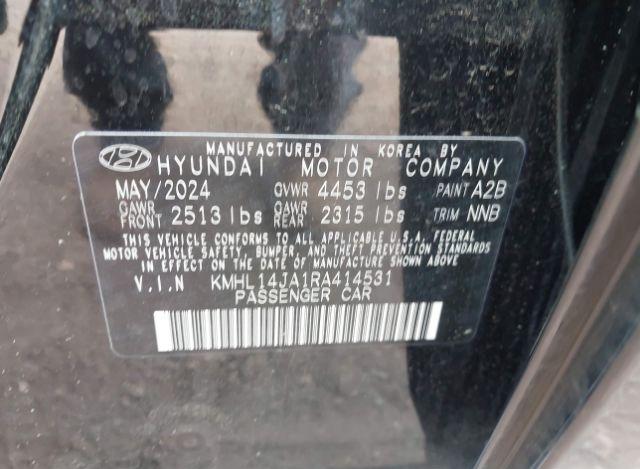 MANUFACTURED IN KOREA BY
HYUNDAI MOTOR COMPANY
MAY/2024 GVWR 4453 lbs PAINT A2B
GAWR FRONT 2513 lbs GAWR REAR 2315 lbs TRIM NNB
THIS VEHICLE CONFORMS TO ALL APPLICABLE U.S.A. FEDERAL
MOTOR VEHICLE SAFETY, BUMPER, AND THEFT PREVENTION STANDARDS
IN EFFECT ON THE DATE OF MANUFACTURE SHOWN ABOVE
V.I.N KMHL14JA1RA414531
PASSENGER CAR